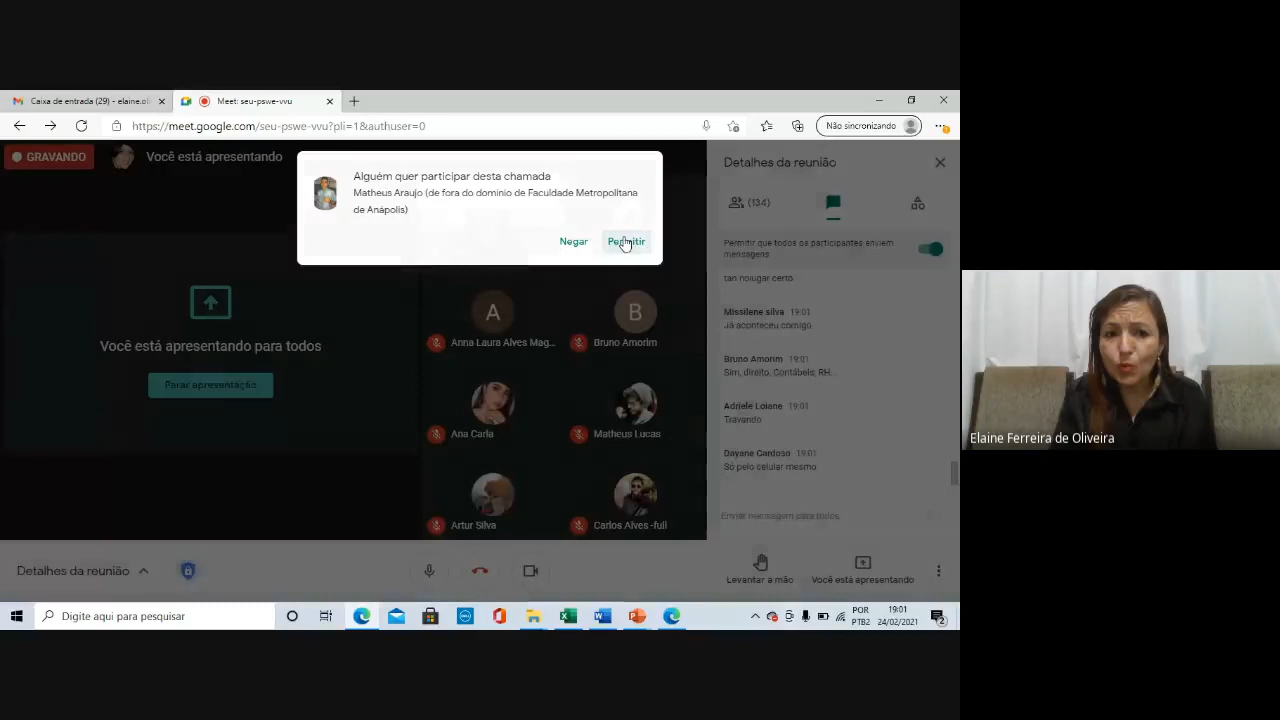 Caixa de entrada (29) - elaine.oli
Meet: seu-pswe-vvu
https://meet.google.com/seu-pswe-vvu?pli=1&authuser=0
Não sincronizando
GRAVANDO
Você está apresentando
Alguém quer participar desta chamada
Matheus Araujo (de fora do domínio de Faculdade Metropolitana
de Anápolis)
Negar
Permitir
Você está apresentando para todos
Parar apresentação
A
Anna Laura Alves Mag...
B
Bruno Amorim
Ana Carla
Matheus Lucas
Artur Silva
Carlos Alves -full
Detalhes da reunião
(134)
Permitir que todos os participantes enviem
mensagens
Missilene silva 19:01
Já aconteceu comigo
Bruno Amorim 19:01
Sim, direito, Contábeis, RH...
Adriele Loiane 19:01
Travando
Dayane Cardoso 19:01
Só pelo celular mesmo
Enviar mensagem para todos
Detalhes da reunião
Levantar a mão
Você está apresentando
Digite aqui para pesquisar
POR
PTB2
19:01
24/02/2021
2
Elaine Ferreira de Oliveira